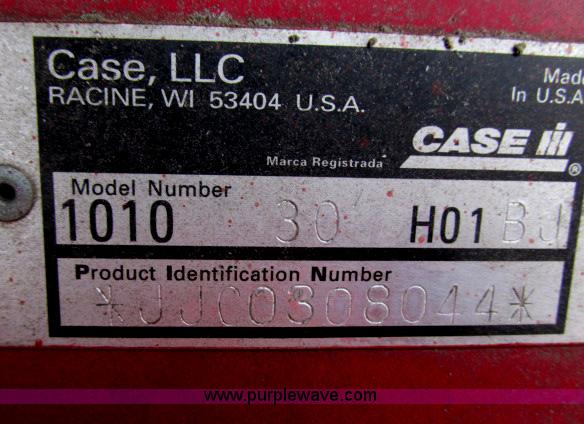 Case, LLC
RACINE, WI 53404 U.S.A.
Made
In U.S.A
CASE IH
®
Marca Registrada
Model Number
1010 30' H01 BJ
Product Identification Number
*JJC0308044*
www.purplewave.com